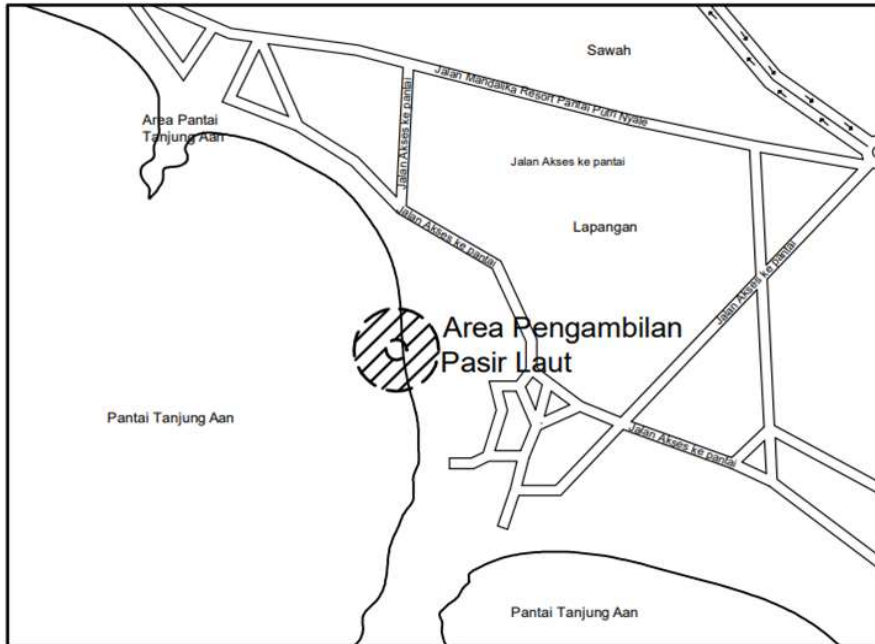 Sawah
Jalan Mandalika Resort Pantai Putri Nyale
Area Pantai
Tanjung Aan
Jalan Akses ke pantai
Jalan Akses ke pantai
Jalan Akses ke pantai
Lapangan
Jalan Akses ke pantai
Area Pengambilan
Pasir Laut
Pantai Tanjung Aan
Jalan Akses ke pantai
Pantai Tanjung Aan